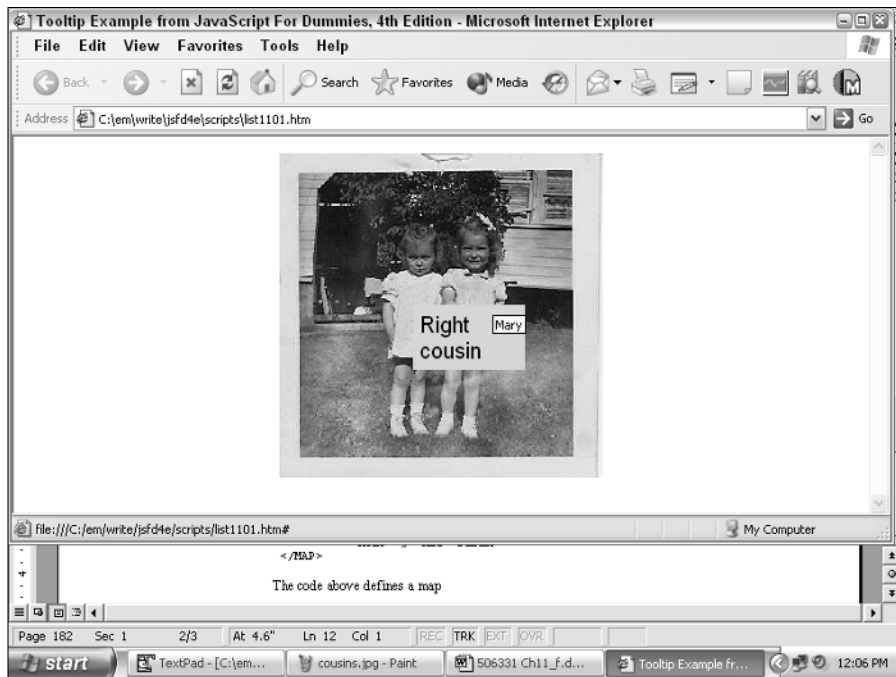 Tooltip Example from JavaScript For Dummies, 4th Edition - Microsoft Internet Explorer
File Edit View Favorites Tools Help
Back Search Favorites Media
Address C:\em\write\jsfd4e\scripts\list1101.htm Go
Right Mary
cousin
file:///C:/em/write/jsfd4e/scripts/list1101.htm# My Computer
</MAP>
The code above defines a map
Page 182 Sec 1 2/3 At 4.6" Ln 12 Col 1 REC TRK EXT OVR
start TextPad - [C:\em... cousins.jpg - Paint 506331 Ch11_f.d... Tooltip Example fr... 12:06 PM